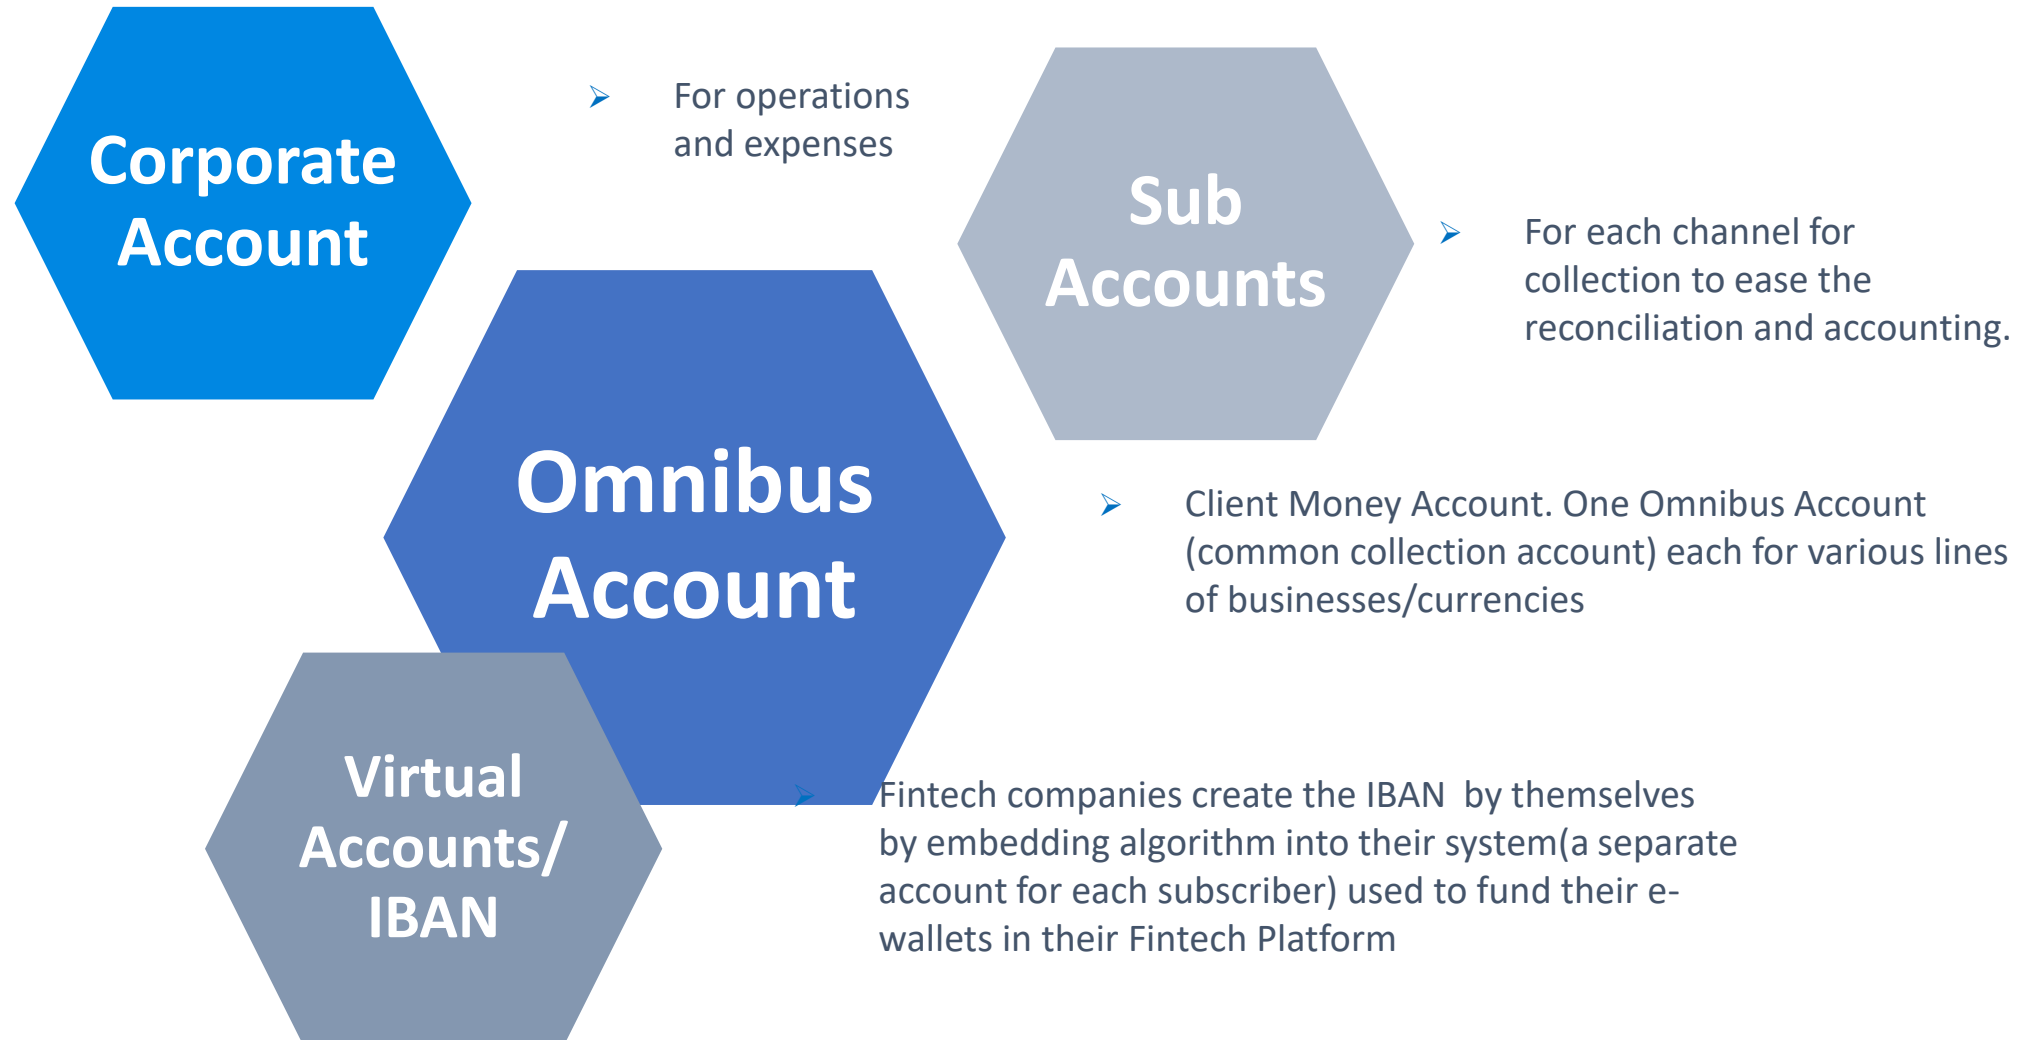 Corporate
Account
For operations
and expenses
Sub
Accounts
For each channel for
collection to ease the
reconciliation and accounting.
Omnibus
Account
Client Money Account. One Omnibus Account
(common collection account) each for various lines
of businesses/currencies
Virtual
Accounts/
IBAN
Fintech companies create the IBAN  by themselves
by embedding algorithm into their system(a separate
account for each subscriber) used to fund their e-
wallets in their Fintech Platform